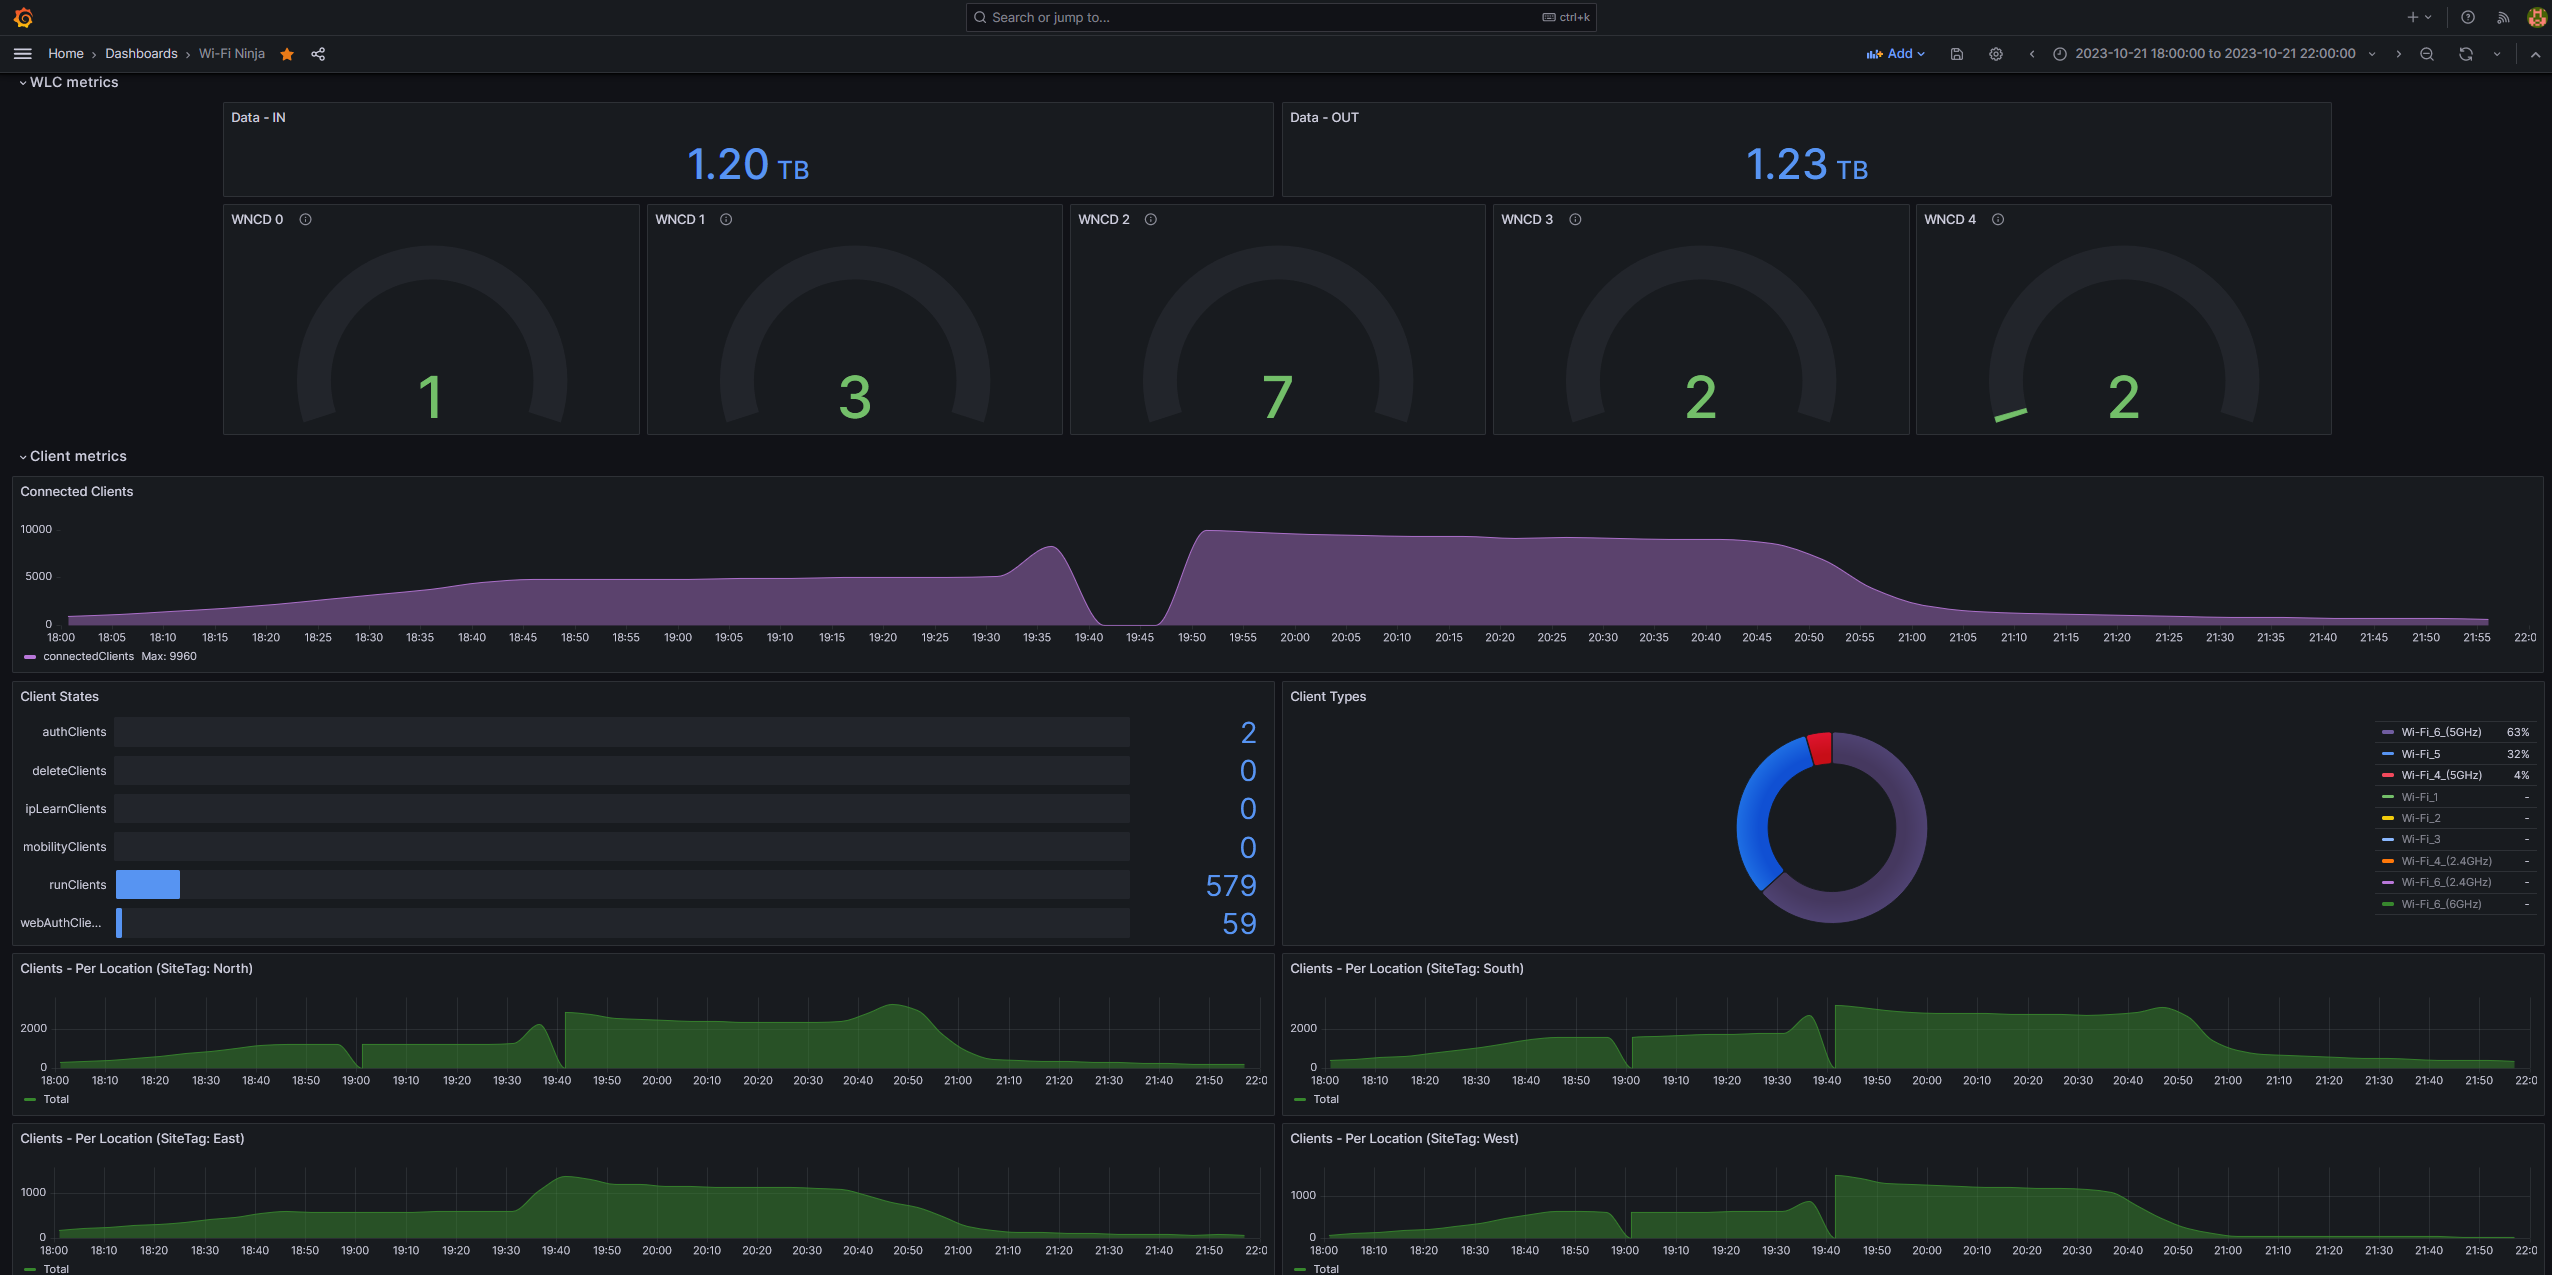 Search or jump to... ctrl+k
Home › Dashboards › Wi-Fi Ninja Add 2023-10-21 18:00:00 to 2023-10-21 22:00:00
WLC metrics
Data - IN
1.20 TB
Data - OUT
1.23 TB
WNCD 0
1
WNCD 1
3
WNCD 2
7
WNCD 3
2
WNCD 4
2
Client metrics
Connected Clients
10000
5000
0
18:00 18:05 18:10 18:15 18:20 18:25 18:30 18:35 18:40 18:45 18:50 18:55 19:00 19:05 19:10 19:15 19:20 19:25 19:30 19:35 19:40 19:45 19:50 19:55 20:00 20:05 20:10 20:15 20:20 20:25 20:30 20:35 20:40 20:45 20:50 20:55 21:00 21:05 21:10 21:15 21:20 21:25 21:30 21:35 21:40 21:45 21:50 21:55 22:0
connectedClients Max: 9960
Client States
authClients 2
deleteClients 0
ipLearnClients 0
mobilityClients 0
runClients 579
webAuthClie... 59
Client Types
Wi-Fi_6_(5GHz) 63%
Wi-Fi_5 32%
Wi-Fi_4_(5GHz) 4%
Wi-Fi_1 -
Wi-Fi_2 -
Wi-Fi_3 -
Wi-Fi_4_(2.4GHz) -
Wi-Fi_6_(2.4GHz) -
Wi-Fi_6_(6GHz) -
Clients - Per Location (SiteTag: North)
2000
0
18:00 18:10 18:20 18:30 18:40 18:50 19:00 19:10 19:20 19:30 19:40 19:50 20:00 20:10 20:20 20:30 20:40 20:50 21:00 21:10 21:20 21:30 21:40 21:50 22:0
Total
Clients - Per Location (SiteTag: South)
2000
0
18:00 18:10 18:20 18:30 18:40 18:50 19:00 19:10 19:20 19:30 19:40 19:50 20:00 20:10 20:20 20:30 20:40 20:50 21:00 21:10 21:20 21:30 21:40 21:50 22:0
Total
Clients - Per Location (SiteTag: East)
1000
0
18:00 18:10 18:20 18:30 18:40 18:50 19:00 19:10 19:20 19:30 19:40 19:50 20:00 20:10 20:20 20:30 20:40 20:50 21:00 21:10 21:20 21:30 21:40 21:50 22:0
Total
Clients - Per Location (SiteTag: West)
1000
0
18:00 18:10 18:20 18:30 18:40 18:50 19:00 19:10 19:20 19:30 19:40 19:50 20:00 20:10 20:20 20:30 20:40 20:50 21:00 21:10 21:20 21:30 21:40 21:50 22:0
Total